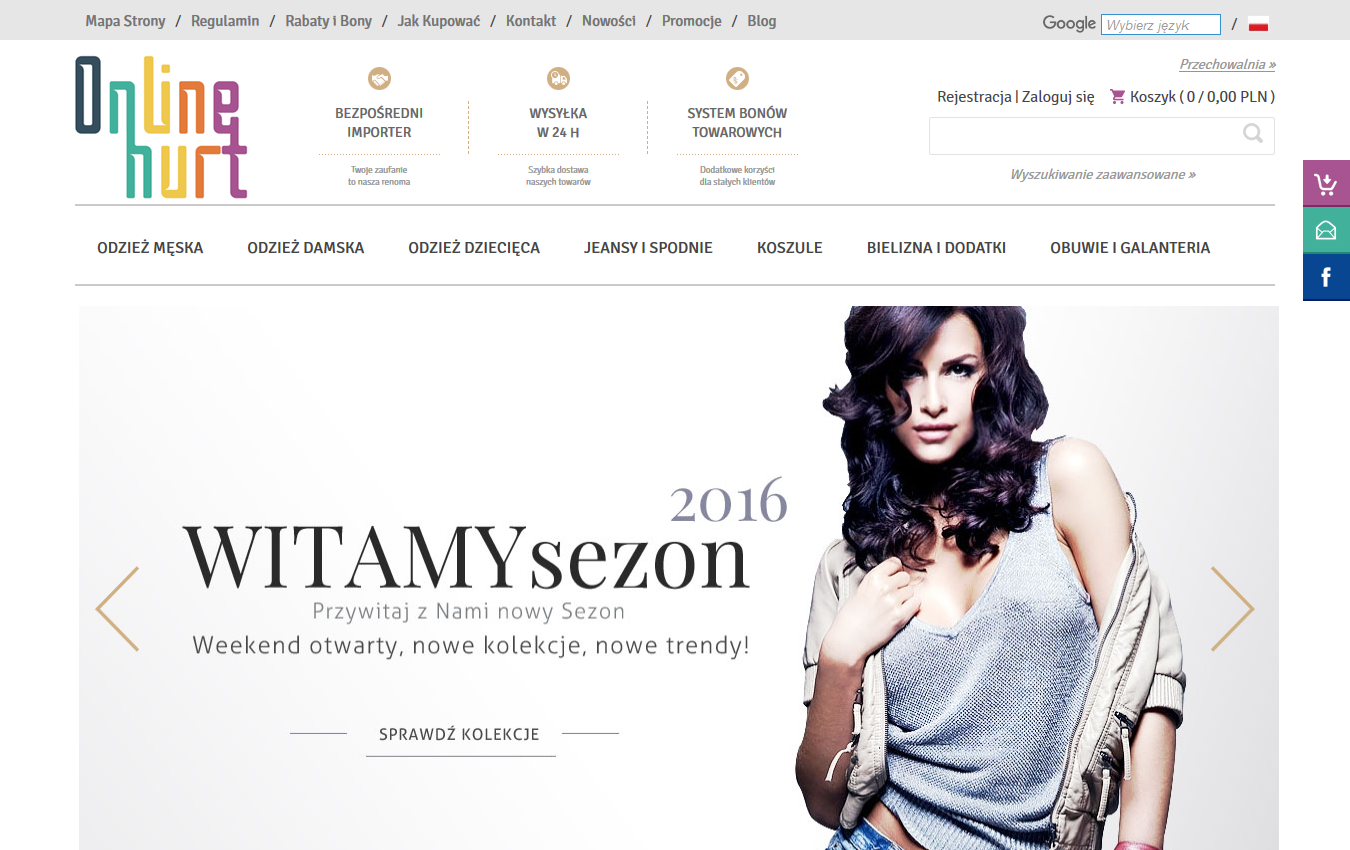 Mapa Strony / Regulamin / Rabaty i Bony / Jak Kupować / Kontakt / Nowości / Promocje / Blog
Google Wybierz język /
Online
hurt
BEZPOŚREDNI
IMPORTER
Twoje zaufanie
to nasza renoma
WYSYŁKA
W 24 H
Szybka dostawa
naszych towarów
SYSTEM BONÓW
TOWAROWYCH
Dodatkowe korzyści
dla stałych klientów
Przechowalnia »
Rejestracja | Zaloguj się Koszyk ( 0 / 0,00 PLN )
Wyszukiwanie zaawansowane »
ODZIEŻ MĘSKA ODZIEŻ DAMSKA ODZIEŻ DZIECIĘCA JEANSY I SPODNIE KOSZULE BIELIZNA I DODATKI OBUWIE I GALANTERIA
f
2016
WITAMYsezon
Przywitaj z Nami nowy Sezon
Weekend otwarty, nowe kolekcje, nowe trendy!
SPRAWDŹ KOLEKCJE